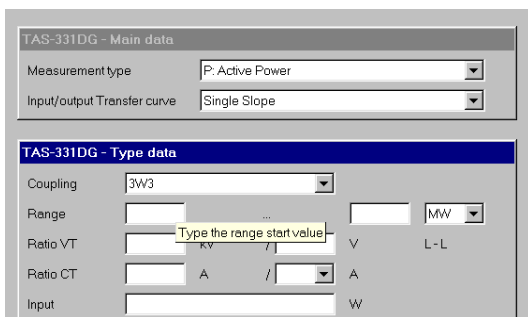 TAS-331DG - Main data
Measurement type P: Active Power
Input/output Transfer curve Single Slope
TAS-331DG - Type data
Coupling 3W3
Range ... MW
Type the range start value
Ratio VT kV / V L-L
Ratio CT A / A
Input W